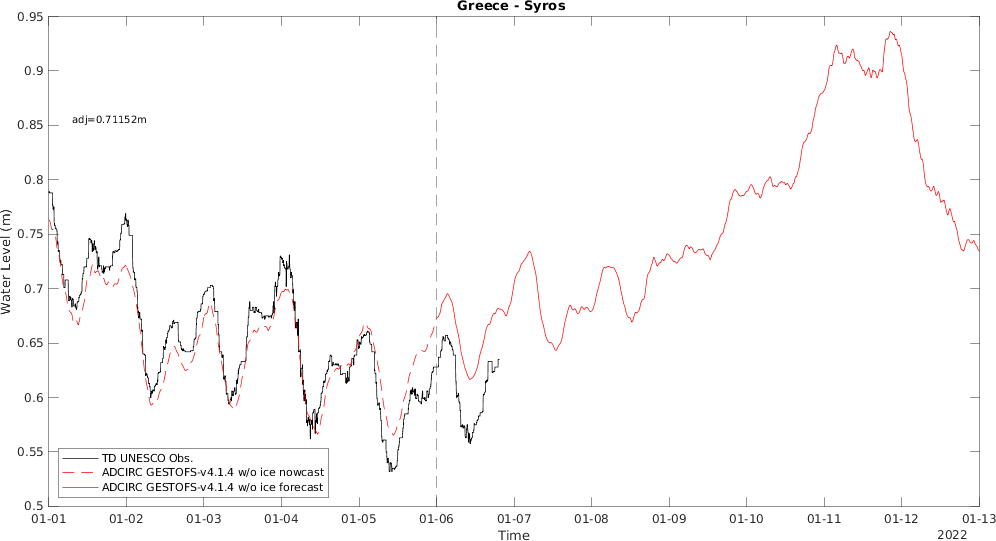 Greece - Syros
0.95
0.9
0.85
0.8
0.75
0.7
0.65
0.6
0.55
0.5
Water Level (m)
adj=0.71152m
TD UNESCO Obs.
ADCIRC GESTOFS-v4.1.4 w/o ice nowcast
ADCIRC GESTOFS-v4.1.4 w/o ice forecast
01-01 01-02 01-03 01-04 01-05 01-06 01-07 01-08 01-09 01-10 01-11 01-12 01-13
Time
2022